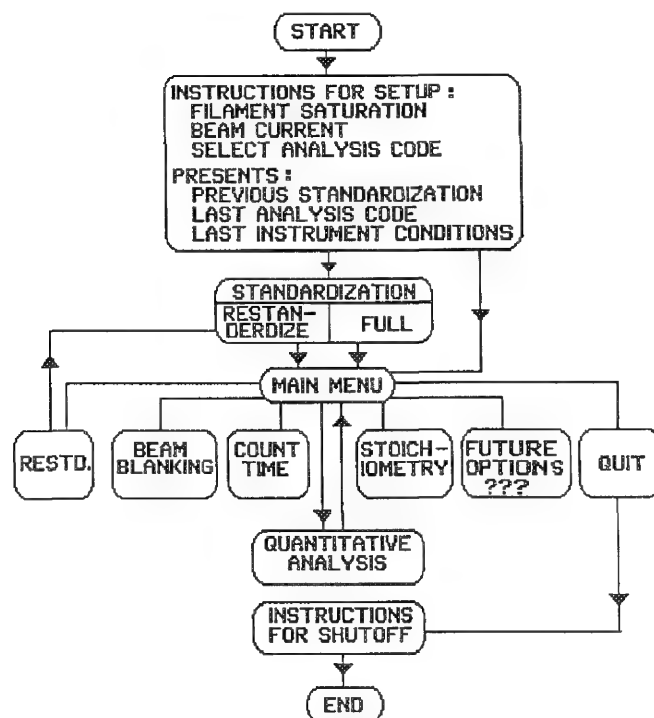 START
INSTRUCTIONS FOR SETUP :
FILAMENT SATURATION
BEAM CURRENT
SELECT ANALYSIS CODE
PRESENTS :
PREVIOUS STANDARDIZATION
LAST ANALYSIS CODE
LAST INSTRUMENT CONDITIONS
STANDARDIZATION
RESTAN-
DERDIZE
FULL
MAIN MENU
RESTD.
BEAM
BLANKING
COUNT
TIME
STOICH-
IOMETRY
FUTURE
OPTIONS
???
QUIT
QUANTITATIVE
ANALYSIS
INSTRUCTIONS
FOR SHUTOFF
END